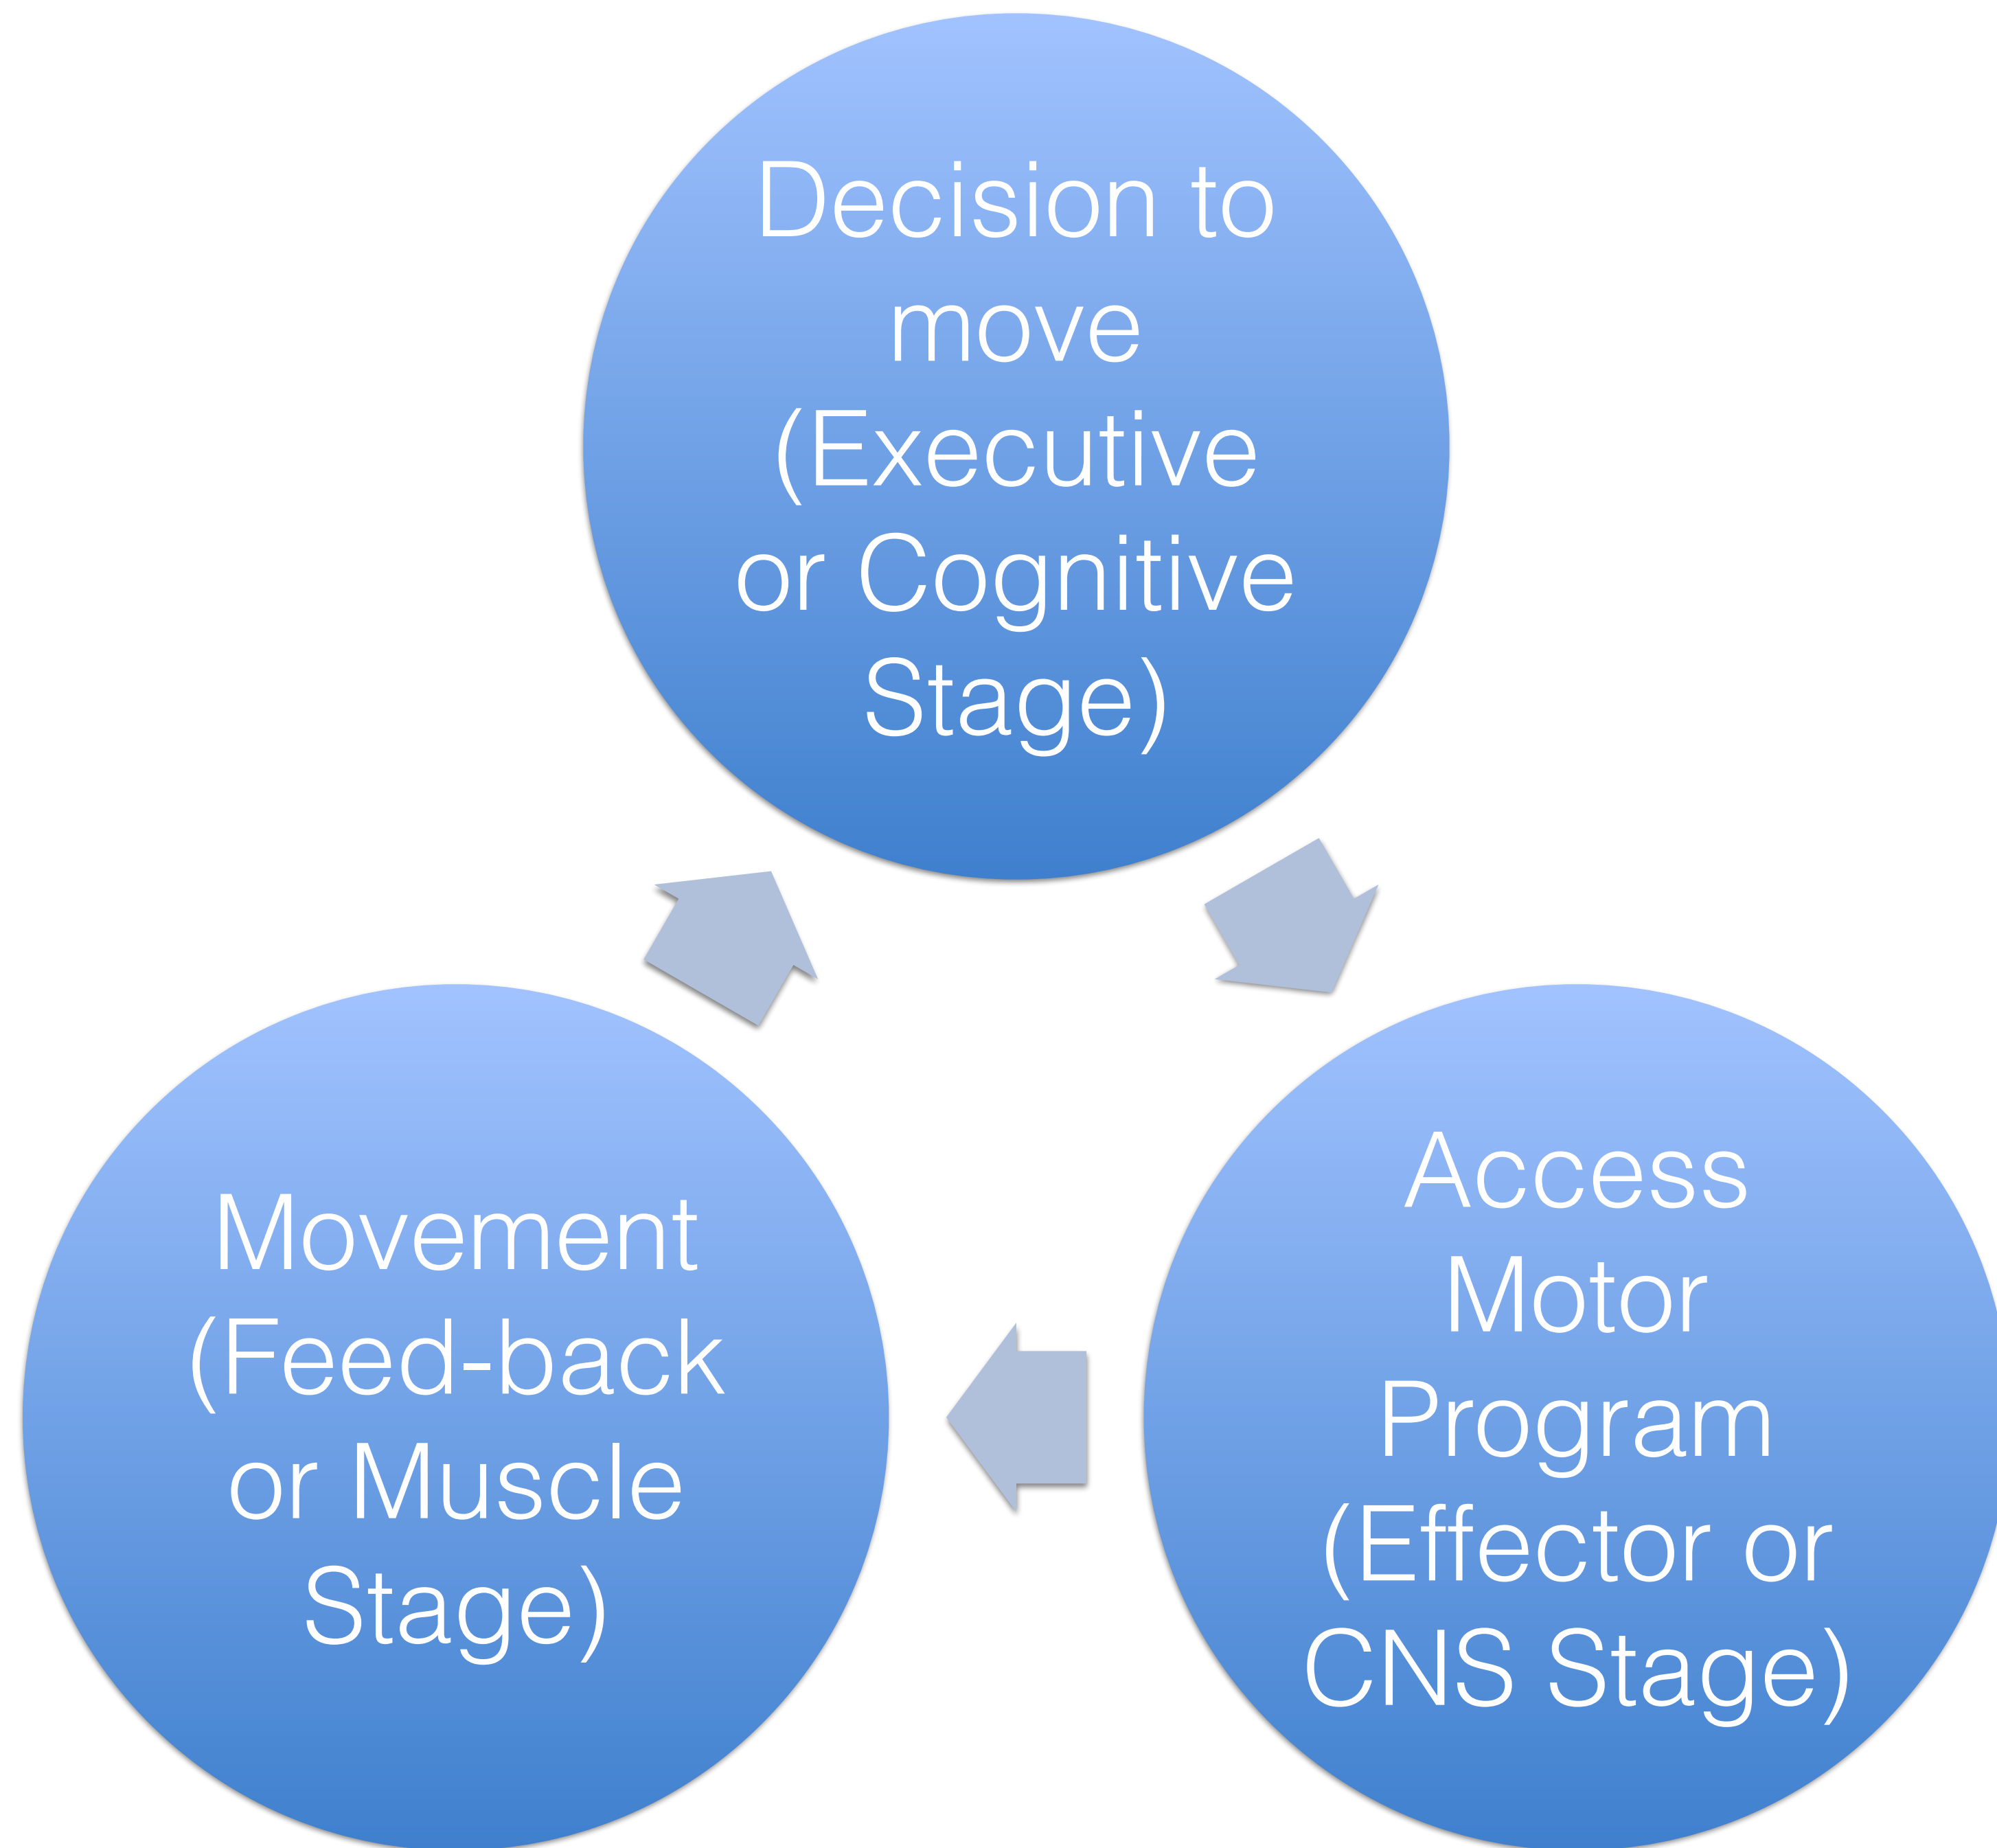 Decision to
move
(Executive
or Cognitive
Stage)
Access
Motor
Program
(Effector or
CNS Stage)
Movement
(Feed-back
or Muscle
Stage)